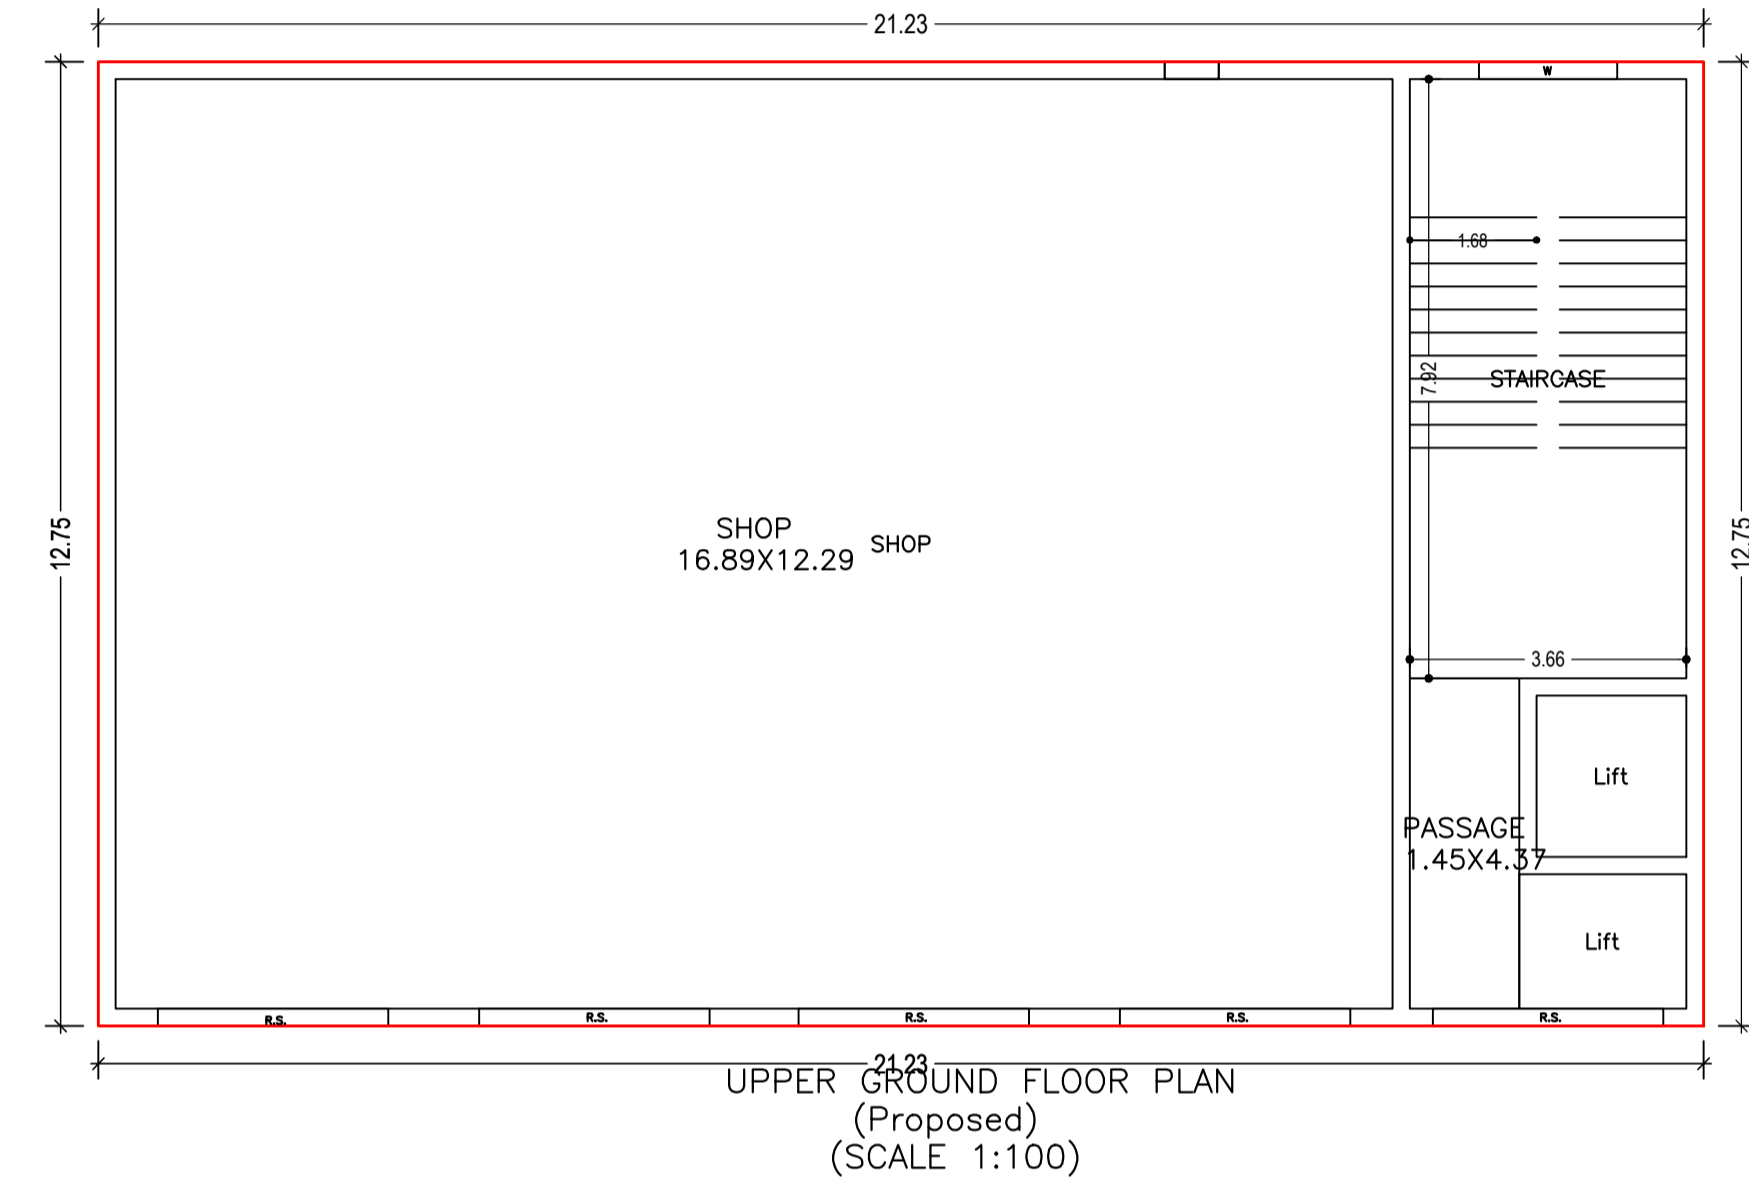 21.23
W
1.68
7.92
STAIRCASE
12.75
12.75
SHOP
16.89X12.29
SHOP
3.66
Lift
PASSAGE
1.45X4.37
Lift
R.S.
R.S.
R.S.
R.S.
R.S.
21.23
UPPER GROUND FLOOR PLAN
(Proposed)
(SCALE 1:100)